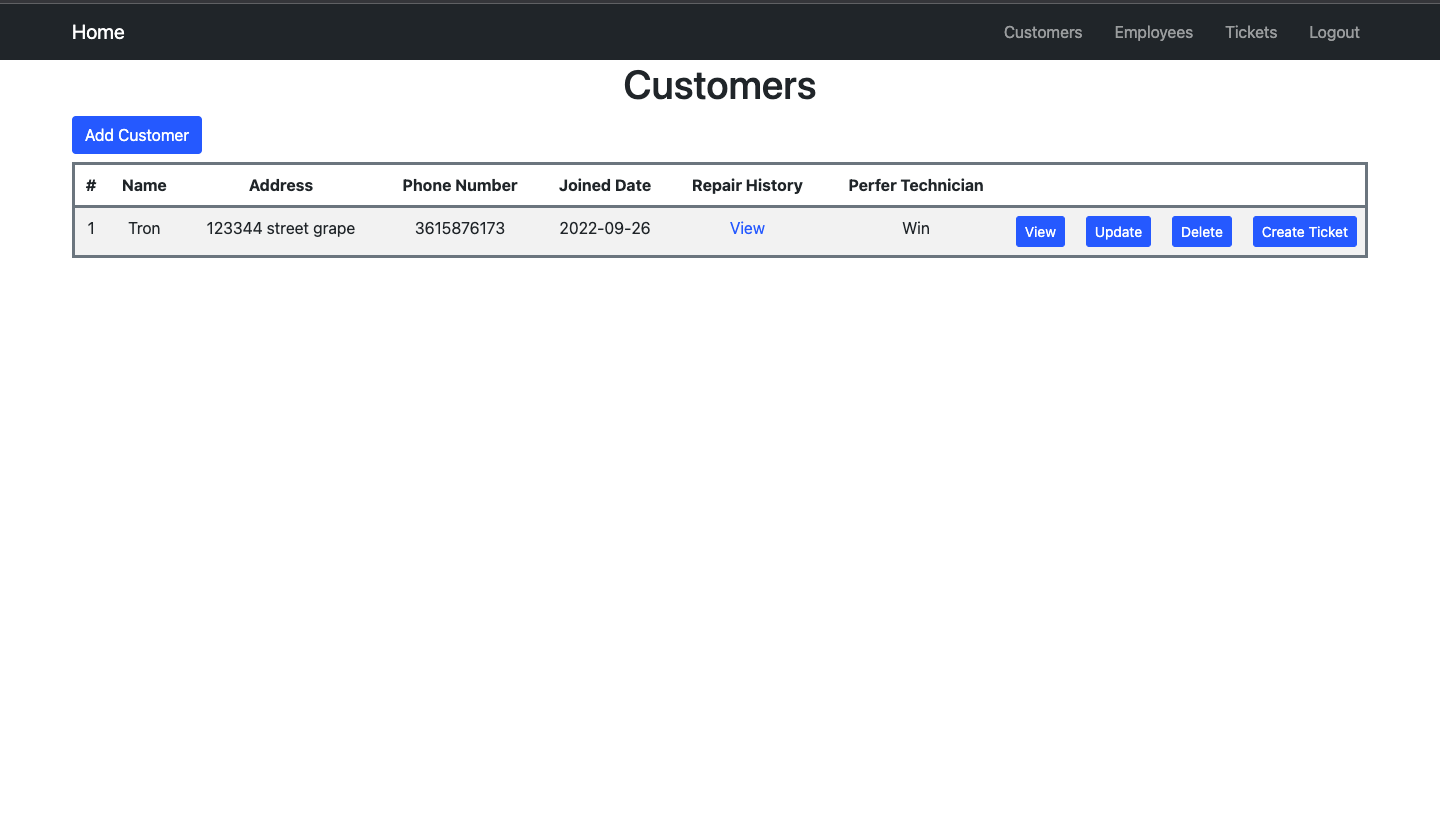 Home Customers Employees Tickets Logout
Customers
Add Customer
# Name Address Phone Number Joined Date Repair History Perfer Technician
1 Tron 123344 street grape 3615876173 2022-09-26 View Win View Update Delete Create Ticket